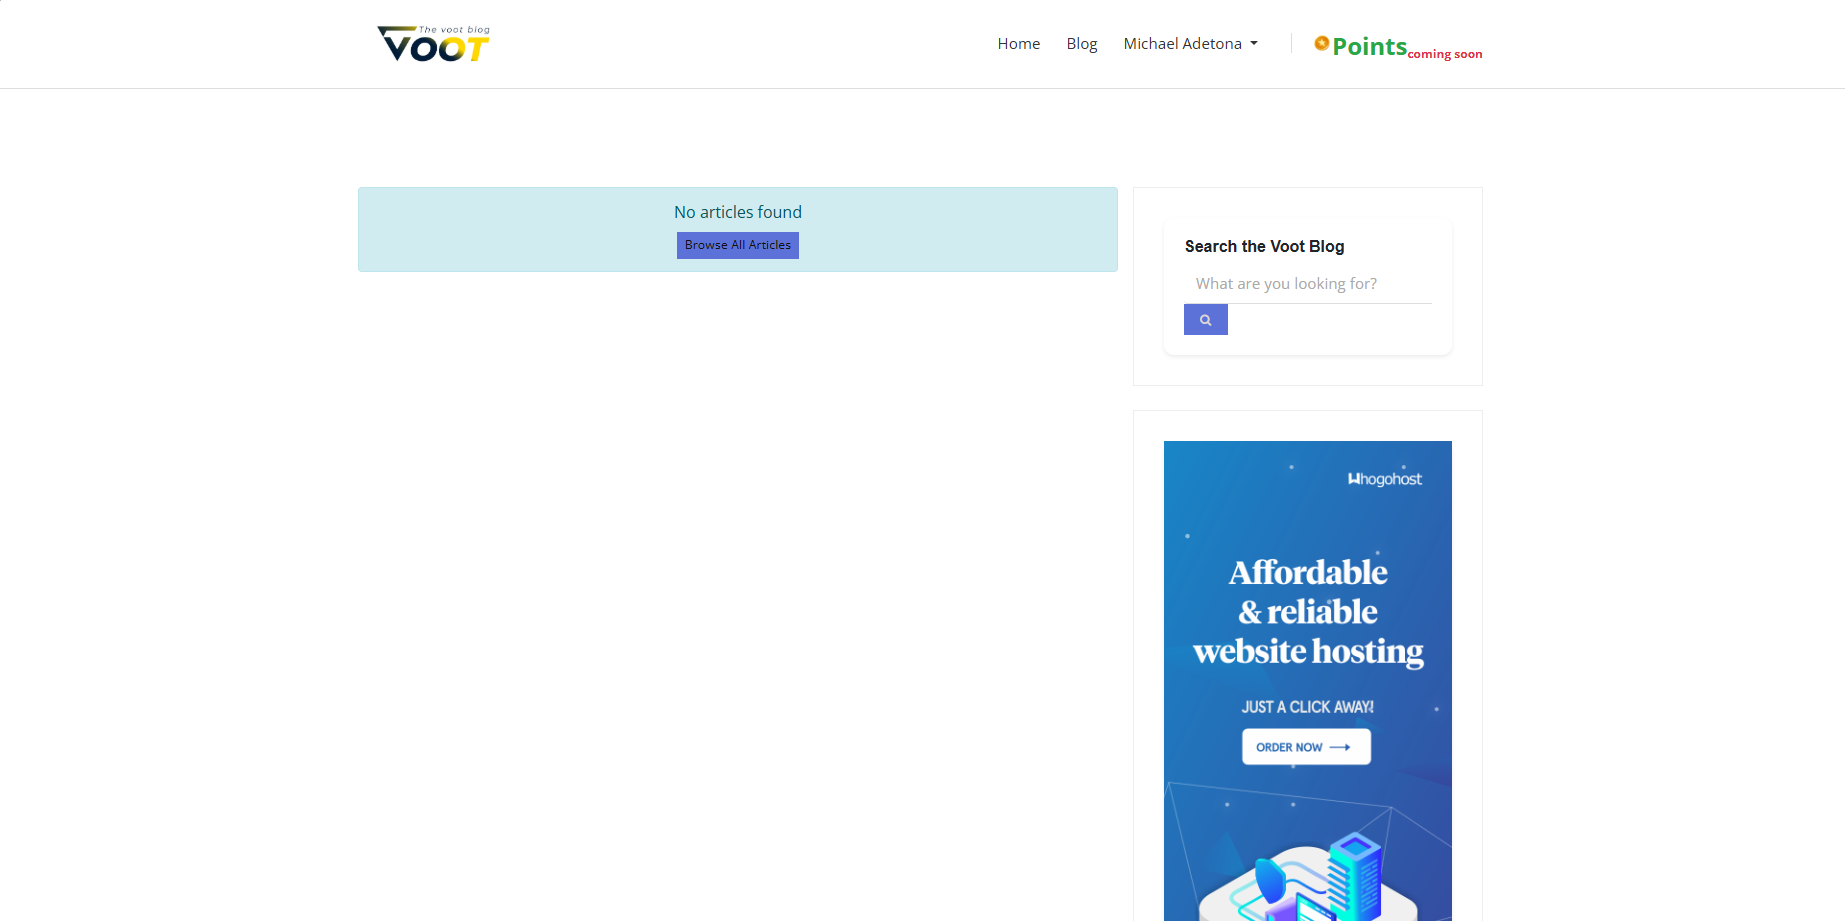 The voot blog
VOOT
Home
Blog
Michael Adetona
Points coming soon
No articles found
Browse All Articles
Search the Voot Blog
What are you looking for?
Whogohost
Affordable
& reliable
website hosting
JUST A CLICK AWAY!
ORDER NOW